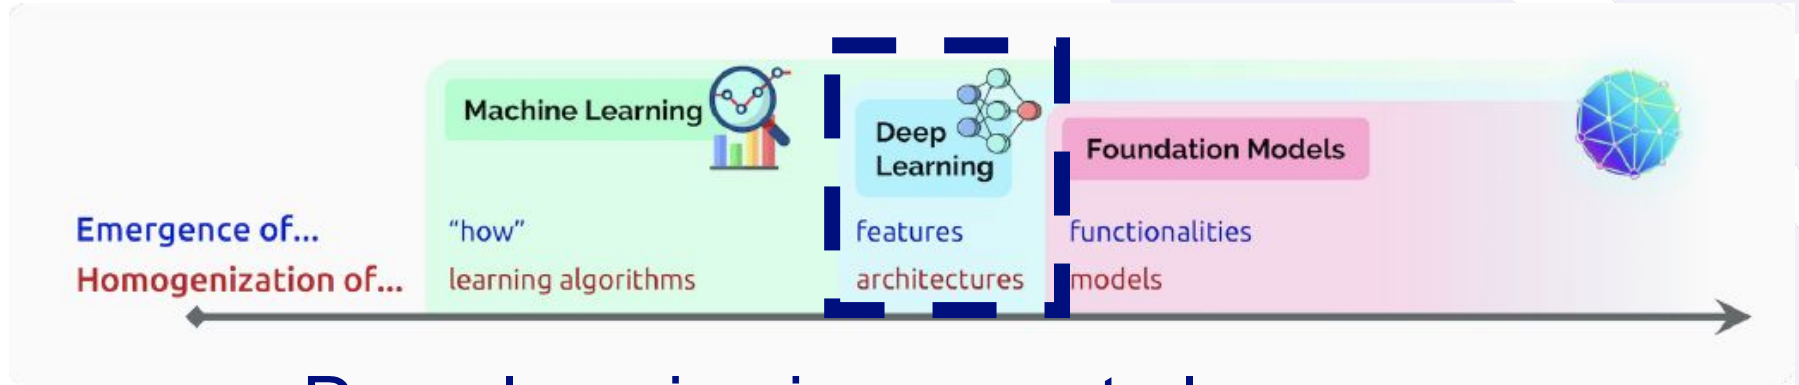 Machine Learning
Deep
Learning
Foundation Models
Emergence of...
“how”
features
functionalities
Homogenization of...
learning algorithms
architectures
models